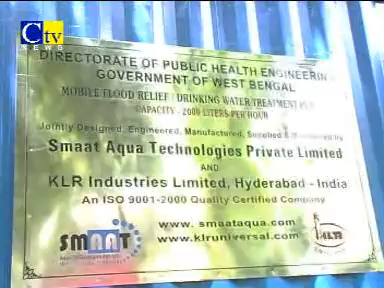 Ctv
NEWS
DIRECTORATE OF PUBLIC HEALTH ENGINEERIN
GOVERNMENT OF WEST BENGAL
MOBILE FLOOD RELIEF / DRINKING WATER TREATMENT
CAPACITY - 2000 LITERS PER HOUR
Jointly Designed, Engineered, Manufactured, Supplied & by
Smaat Aqua Technologies Private Limited
AND
KLR Industries Limited, Hyderabad - India
An ISO 9001-2000 Quality Certified Company
www. smaataqua.com
www.klruniversal.com
SMAAT
KLR